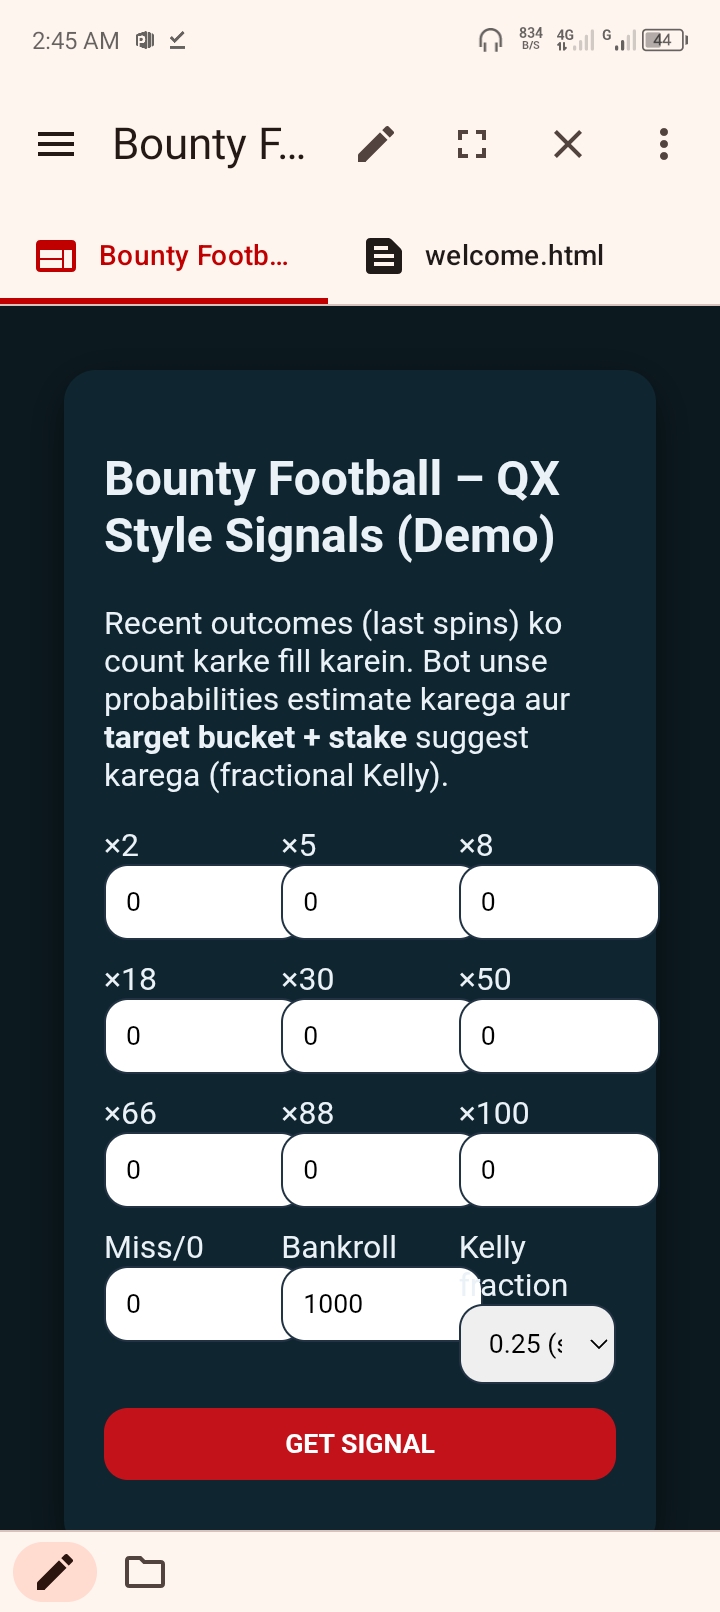 2:45 AM
834 B/S 4G G 44
Bounty F...
Bounty Footb...
welcome.html
Bounty Football – QX
Style Signals (Demo)
Recent outcomes (last spins) ko
count karke fill karein. Bot unse
probabilities estimate karega aur
target bucket + stake suggest
karega (fractional Kelly).
×2 ×5 ×8
0 0 0
×18 ×30 ×50
0 0 0
×66 ×88 ×100
0 0 0
Miss/0 Bankroll Kelly
fraction
0 1000 0.25 (s
GET SIGNAL